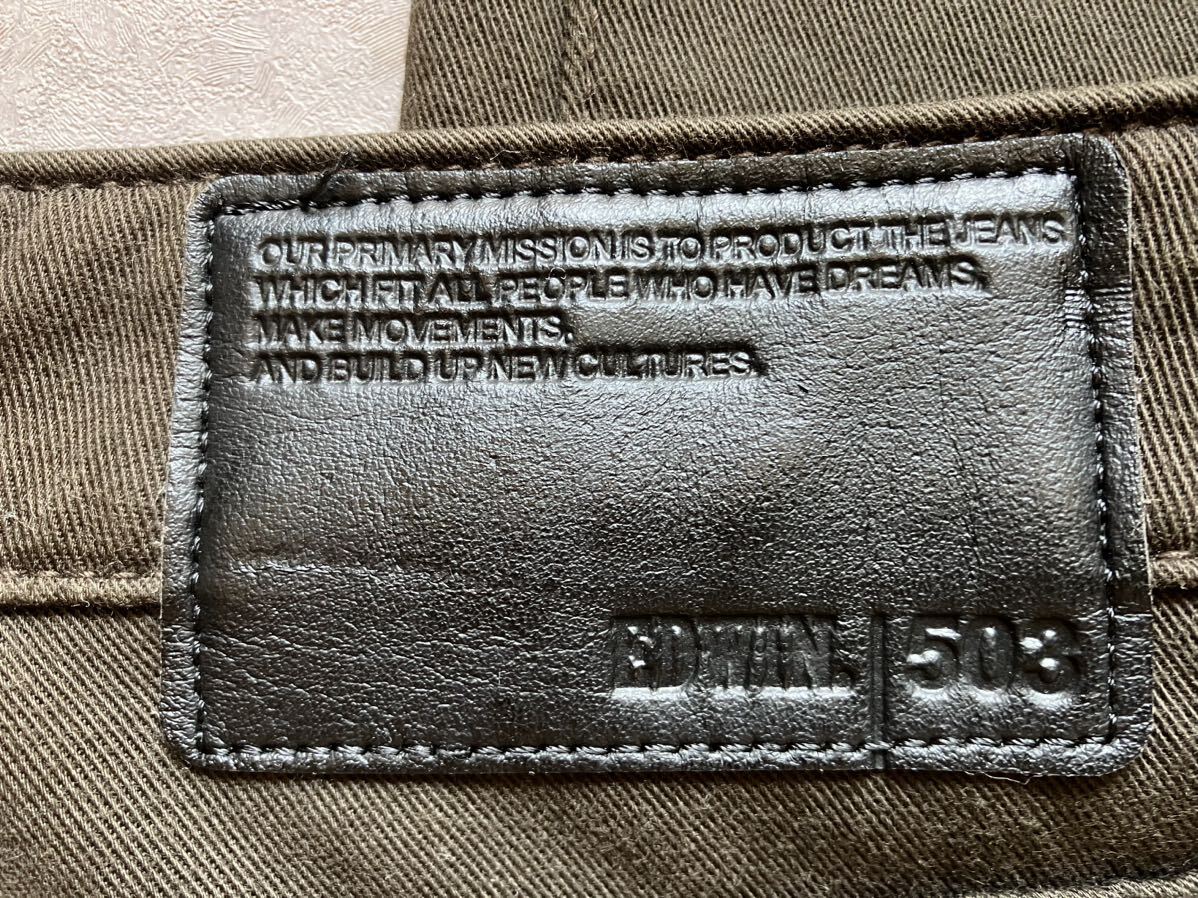 OUR PRIMARY MISSION IS TO PRODUCT THE JEANS
WHICH FIT ALL PEOPLE WHO HAVE DREAMS,
MAKE MOVEMENTS,
AND BUILD UP NEW CULTURES.
EDWIN. | 503